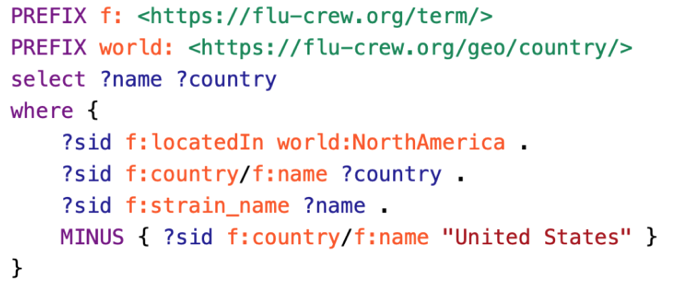 PREFIX f: <https://flu-crew.org/term/>
PREFIX world: <https://flu-crew.org/geo/country/>
select ?name ?country
where {
    ?sid f:locatedIn world:NorthAmerica .
    ?sid f:country/f:name ?country .
    ?sid f:strain_name ?name .
    MINUS { ?sid f:country/f:name "United States" }
}